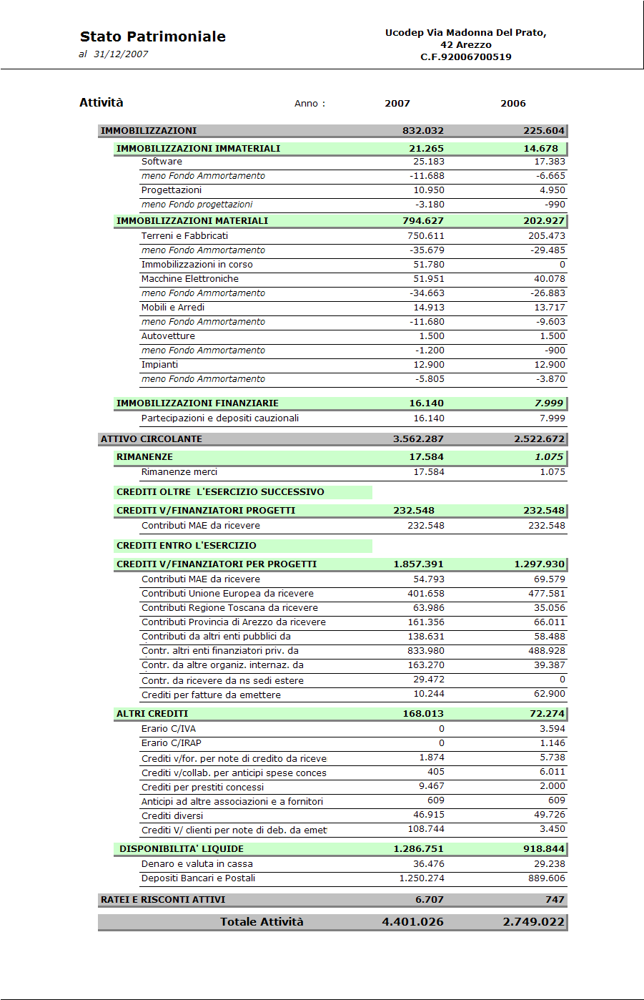 Stato Patrimoniale
al 31/12/2007
Ucodep Via Madonna Del Prato,
42 Arezzo
C.F.92006700519
Attività Anno : 2007 2006
IMMOBILIZZAZIONI 832.032 225.604
IMMOBILIZZAZIONI IMMATERIALI 21.265 14.678
Software 25.183 17.383
meno Fondo Ammortamento -11.688 -6.665
Progettazioni 10.950 4.950
meno Fondo progettazioni -3.180 -990
IMMOBILIZZAZIONI MATERIALI 794.627 202.927
Terreni e Fabbricati 750.611 205.473
meno Fondo Ammortamento -35.679 -29.485
Immobilizzazioni in corso 51.780 0
Macchine Elettroniche 51.951 40.078
meno Fondo Ammortamento -34.663 -26.883
Mobili e Arredi 14.913 13.717
meno Fondo Ammortamento -11.680 -9.603
Autovetture 1.500 1.500
meno Fondo Ammortamento -1.200 -900
Impianti 12.900 12.900
meno Fondo Ammortamento -5.805 -3.870
IMMOBILIZZAZIONI FINANZIARIE 16.140 7.999
Partecipazioni e depositi cauzionali 16.140 7.999
ATTIVO CIRCOLANTE 3.562.287 2.522.672
RIMANENZE 17.584 1.075
Rimanenze merci 17.584 1.075
CREDITI OLTRE L'ESERCIZIO SUCCESSIVO
CREDITI V/FINANZIATORI PROGETTI 232.548 232.548
Contributi MAE da ricevere 232.548 232.548
CREDITI ENTRO L'ESERCIZIO
CREDITI V/FINANZIATORI PER PROGETTI 1.857.391 1.297.930
Contributi MAE da ricevere 54.793 69.579
Contributi Unione Europea da ricevere 401.658 477.581
Contributi Regione Toscana da ricevere 63.986 35.056
Contributi Provincia di Arezzo da ricevere 161.356 66.011
Contributi da altri enti pubblici da 138.631 58.488
Contr. altri enti finanziatori priv. da 833.980 488.928
Contr. da altre organiz. internaz. da 163.270 39.387
Contr. da ricevere da ns sedi estere 29.472 0
Crediti per fatture da emettere 10.244 62.900
ALTRI CREDITI 168.013 72.274
Erario C/IVA 0 3.594
Erario C/IRAP 0 1.146
Crediti v/for. per note di credito da riceve 1.874 5.738
Crediti v/collab. per anticipi spese conces 405 6.011
Crediti per prestiti concessi 9.467 2.000
Anticipi ad altre associazioni e a fornitori 609 609
Crediti diversi 46.915 49.726
Crediti V/ clienti per note di deb. da emet 108.744 3.450
DISPONIBILITA' LIQUIDE 1.286.751 918.844
Denaro e valuta in cassa 36.476 29.238
Depositi Bancari e Postali 1.250.274 889.606
RATEI E RISCONTI ATTIVI 6.707 747
Totale Attività 4.401.026 2.749.022